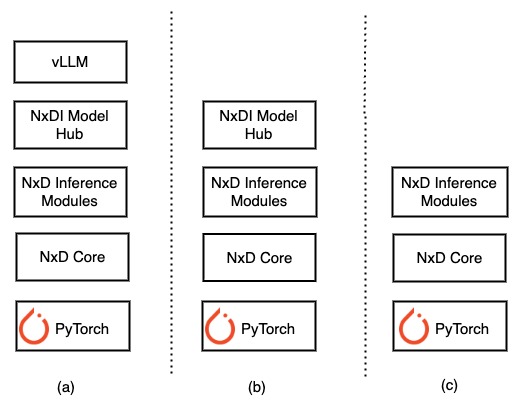 vLLM
NxDI Model
Hub
NxD Inference
Modules
NxD Core
PyTorch
(a)
NxDI Model
Hub
NxD Inference
Modules
NxD Core
PyTorch
(b)
NxD Inference
Modules
NxD Core
PyTorch
(c)